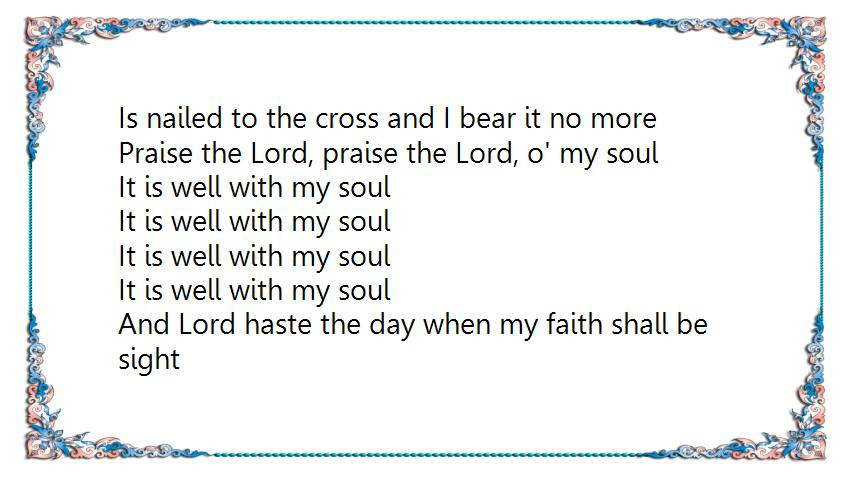 Is nailed to the cross and I bear it no more
Praise the Lord, praise the Lord, o' my soul
It is well with my soul
It is well with my soul
It is well with my soul
It is well with my soul
And Lord haste the day when my faith shall be
sight